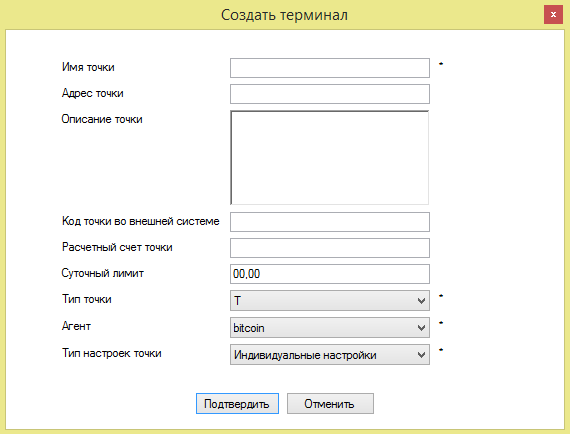 Создать терминал
x
Имя точки *
Адрес точки
Описание точки
Код точки во внешней системе
Расчетный счет точки
Суточный лимит 00,00
Тип точки T *
Агент bitcoin *
Тип настроек точки Индивидуальные настройки *
Подтвердить Отменить